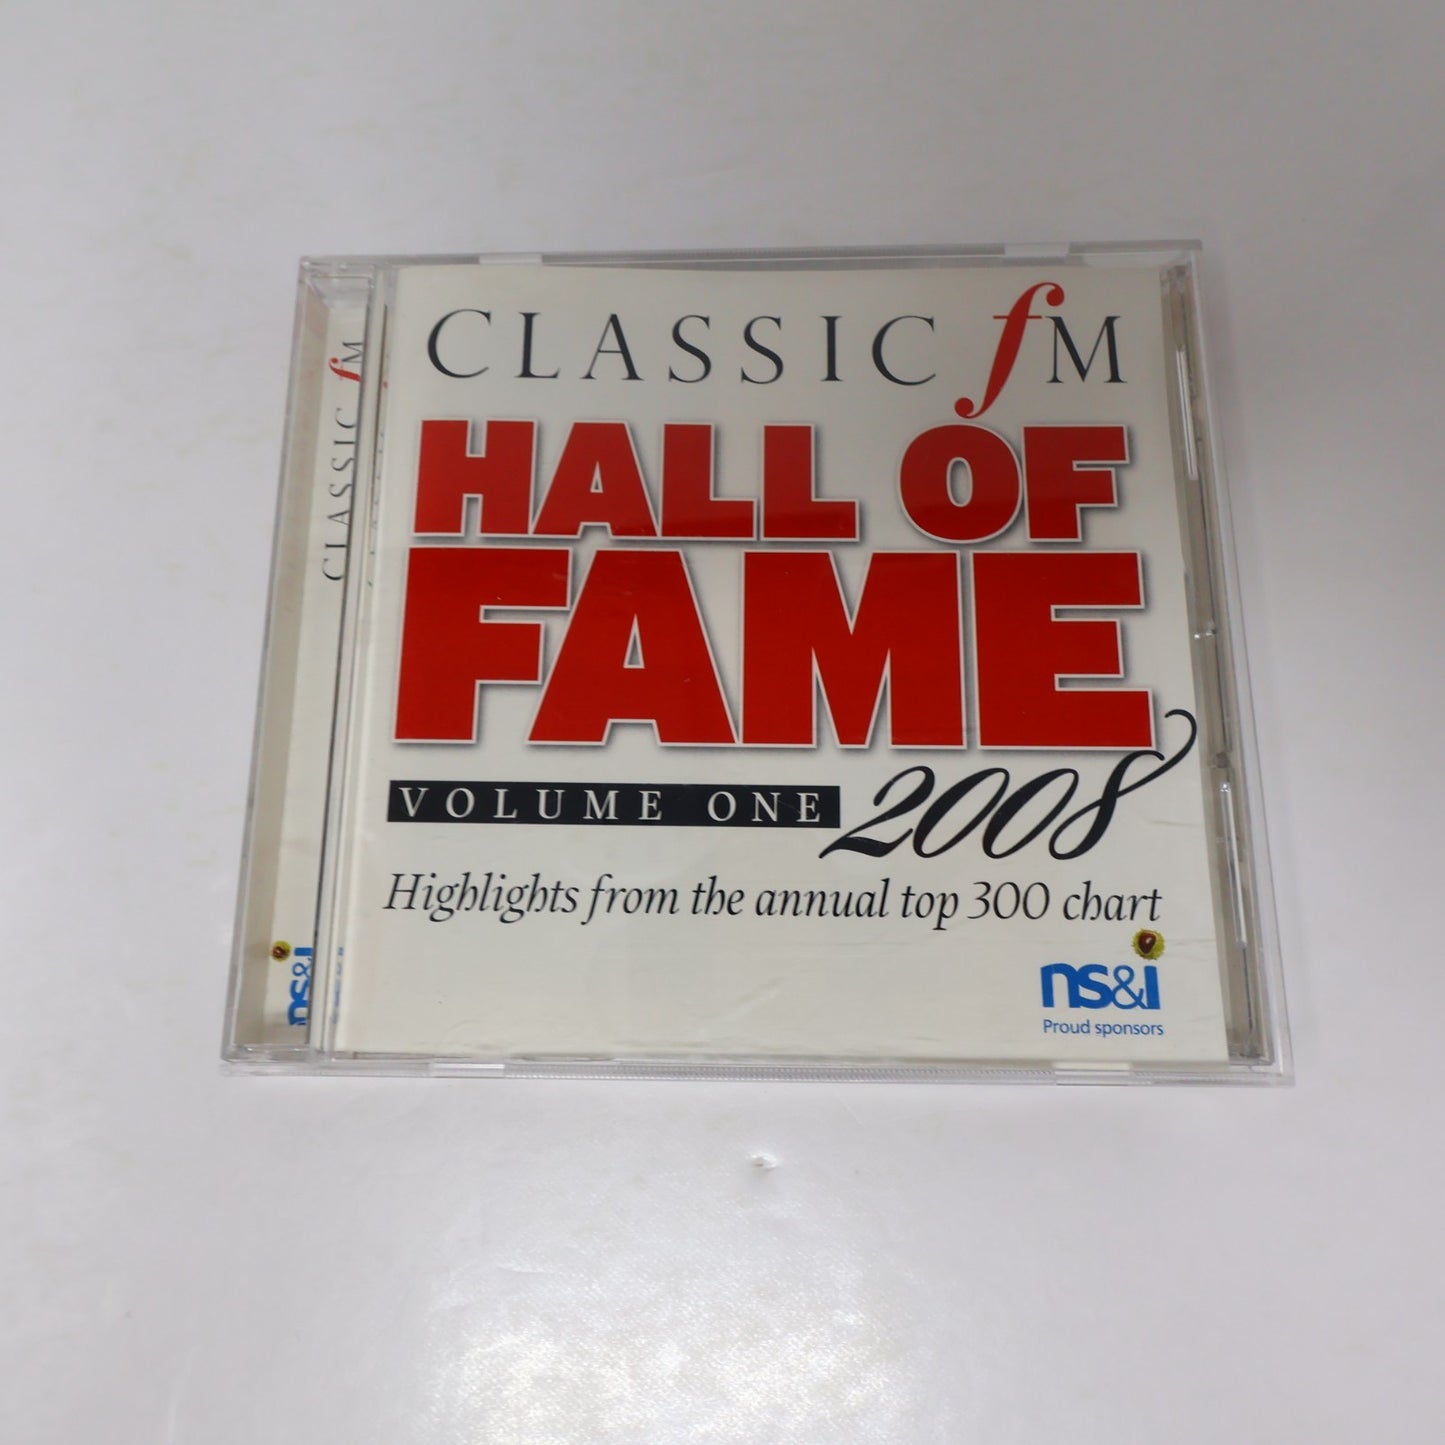 CLASSIC fM
HALL OF
FAME
VOLUME ONE 2008
Highlights from the annual top 300 chart
ns&i
Proud sponsors
CLASSIC fM
ns&i